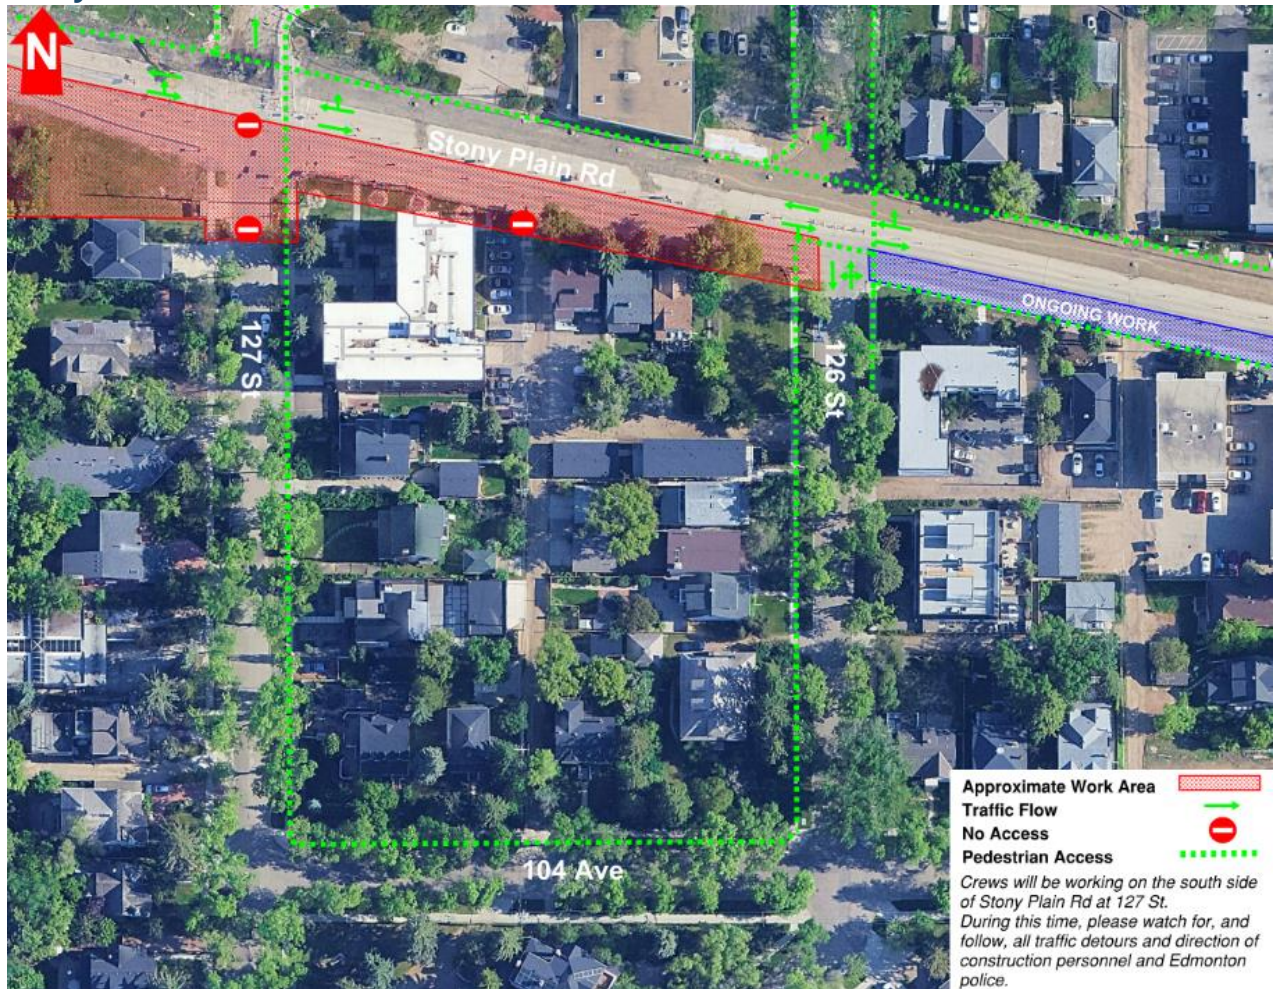 N
Stony Plain Rd
ONGOING WORK
127 St
126 St
104 Ave
Approximate Work Area
Traffic Flow
No Access
Pedestrian Access
Crews will be working on the south side
of Stony Plain Rd at 127 St.
During this time, please watch for, and
follow, all traffic detours and direction of
construction personnel and Edmonton
police.